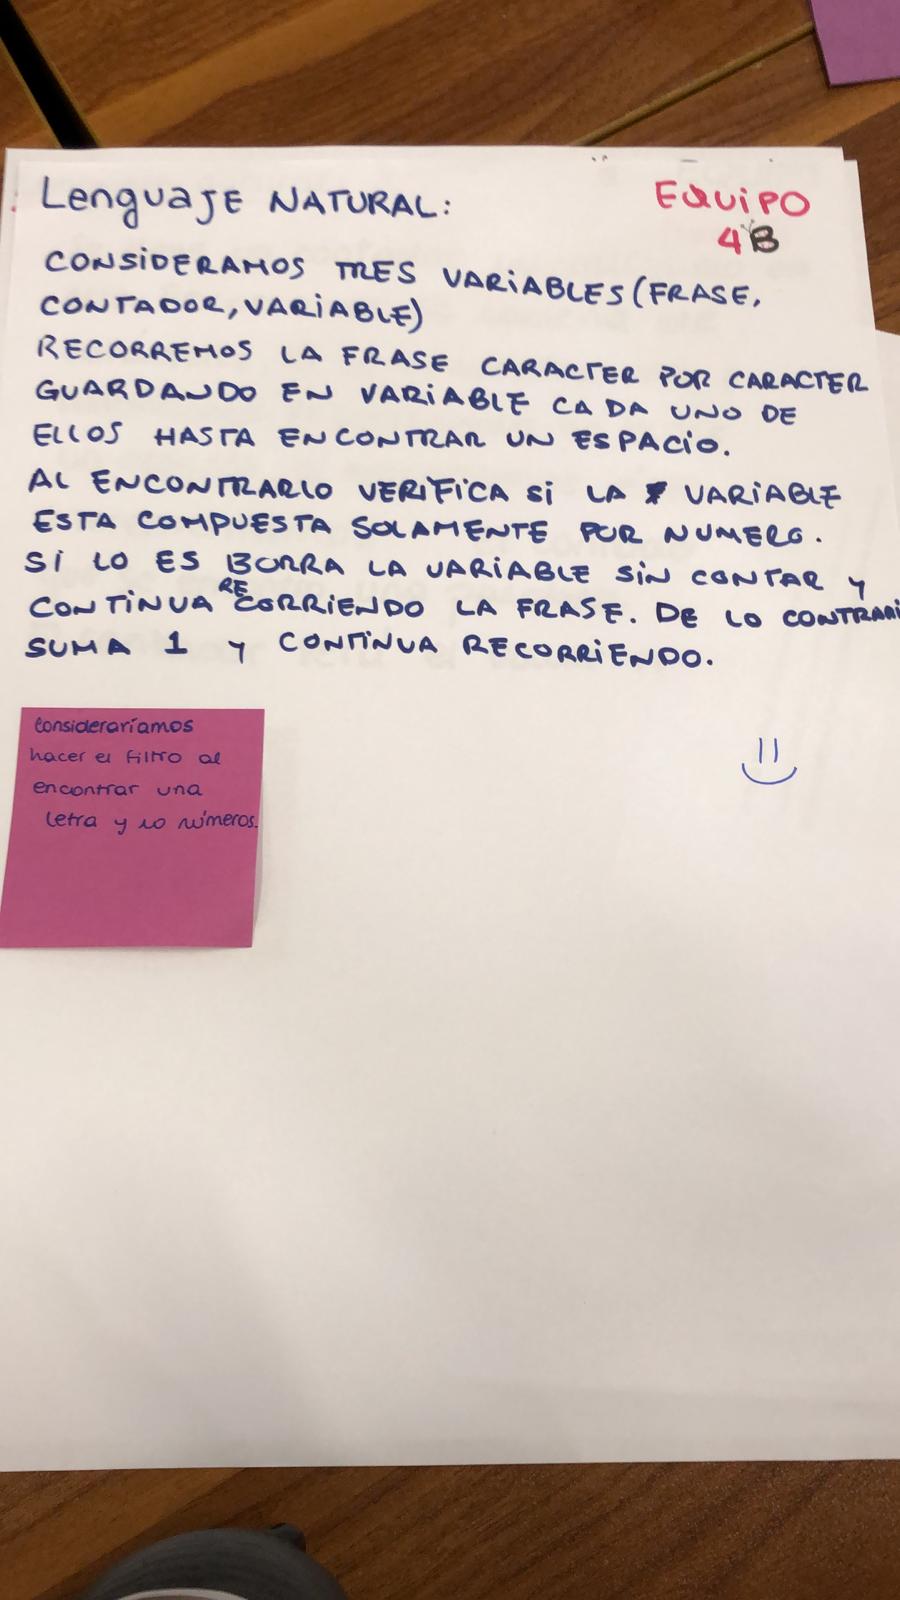 Lenguaje NATURAL:
EQUiPO
4B
CONSiDERAMOS TRES VARiABLES (FRASE,
CONTADOR, VARiABLE)
RECORREMOS LA FRASE CARACTER POR CARACTER
GUARDANDO EN VARiABLE CADA UNO DE
ELLOS HASTA ENCONTRAR UN ESPACiO.
AL ENCONTRARLO VERiFiCA Si LA VARiABLE
ESTA COMPUESTA SOLAMENTE POR NUMERO.
Si LO ES BORRA LA VARiABLE SiN CONTAR Y
CONTiNUA RECORRiENDO LA FRASE. DE LO CONTRARi
SUMA 1 Y CONTiNUA RECORRiENDO.
Consideraríamos
hacer el filtro al
encontrar una
letra y no números.